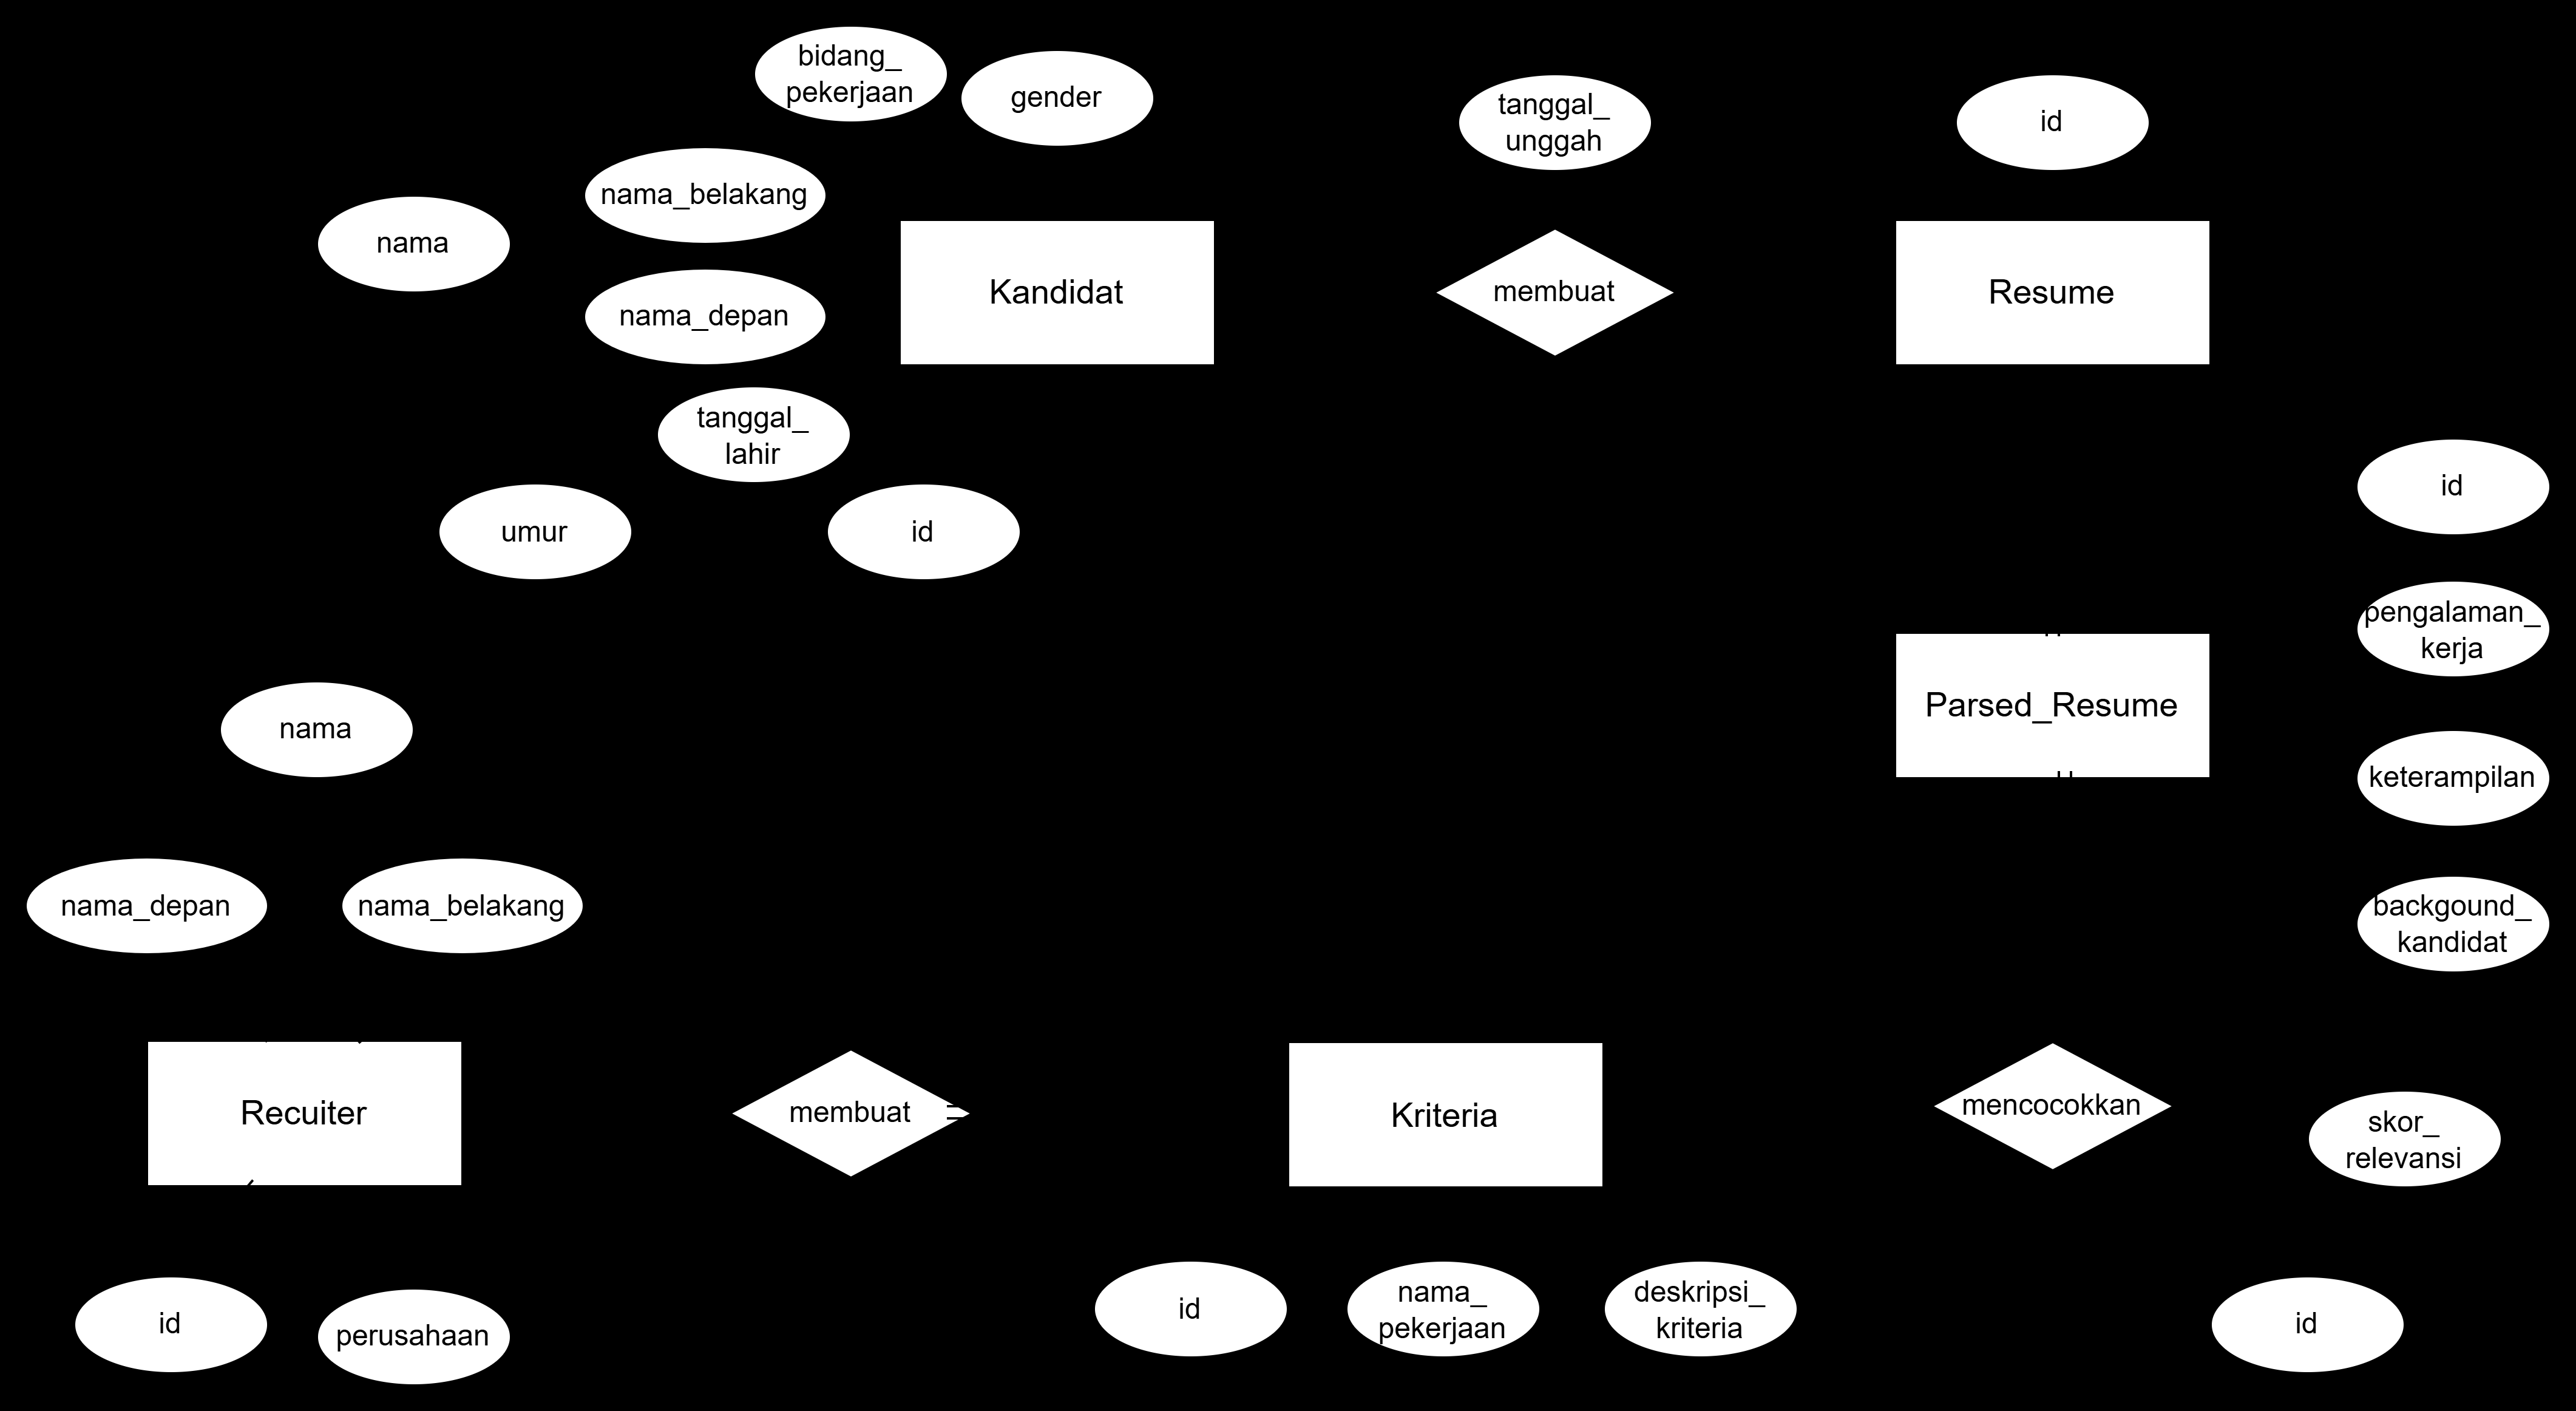 bidang_
pekerjaan
gender
tanggal_
unggah
id
nama_belakang
nama
nama_depan
Kandidat
membuat
Resume
tanggal_
lahir
umur
id
id
pengalaman_
kerja
Parsed_Resume
nama
keterampilan
nama_depan
nama_belakang
backgound_
kandidat
Recuiter
membuat
Kriteria
mencocokkan
skor_
relevansi
id
perusahaan
id
nama_
pekerjaan
deskripsi_
kriteria
id